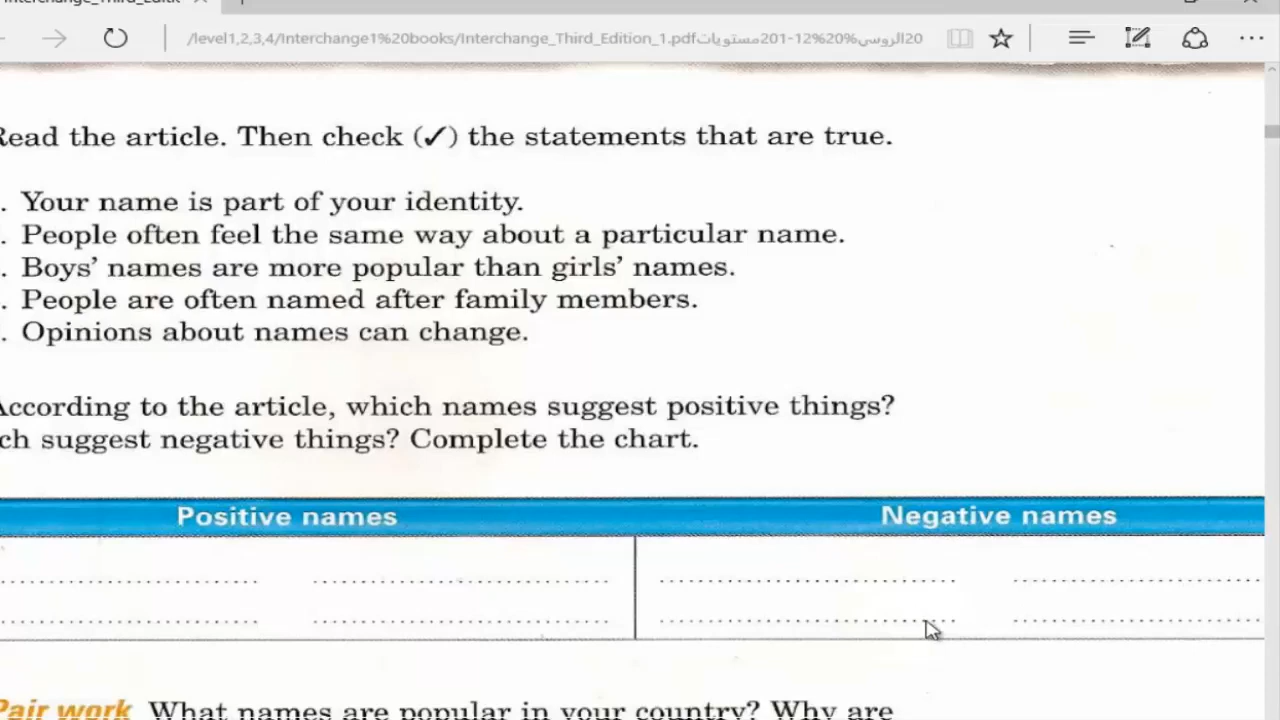 /level1,2,3,4/Interchange1%20books/Interchange_Third_Edition_1.pdfالروسي%20%12-201مستويات20
Read the article. Then check (✓) the statements that are true.
. Your name is part of your identity.
. People often feel the same way about a particular name.
. Boys' names are more popular than girls' names.
. People are often named after family members.
. Opinions about names can change.
According to the article, which names suggest positive things?
ch suggest negative things? Complete the chart.
Positive names Negative names
Pair work What names are popular in your country? Why are